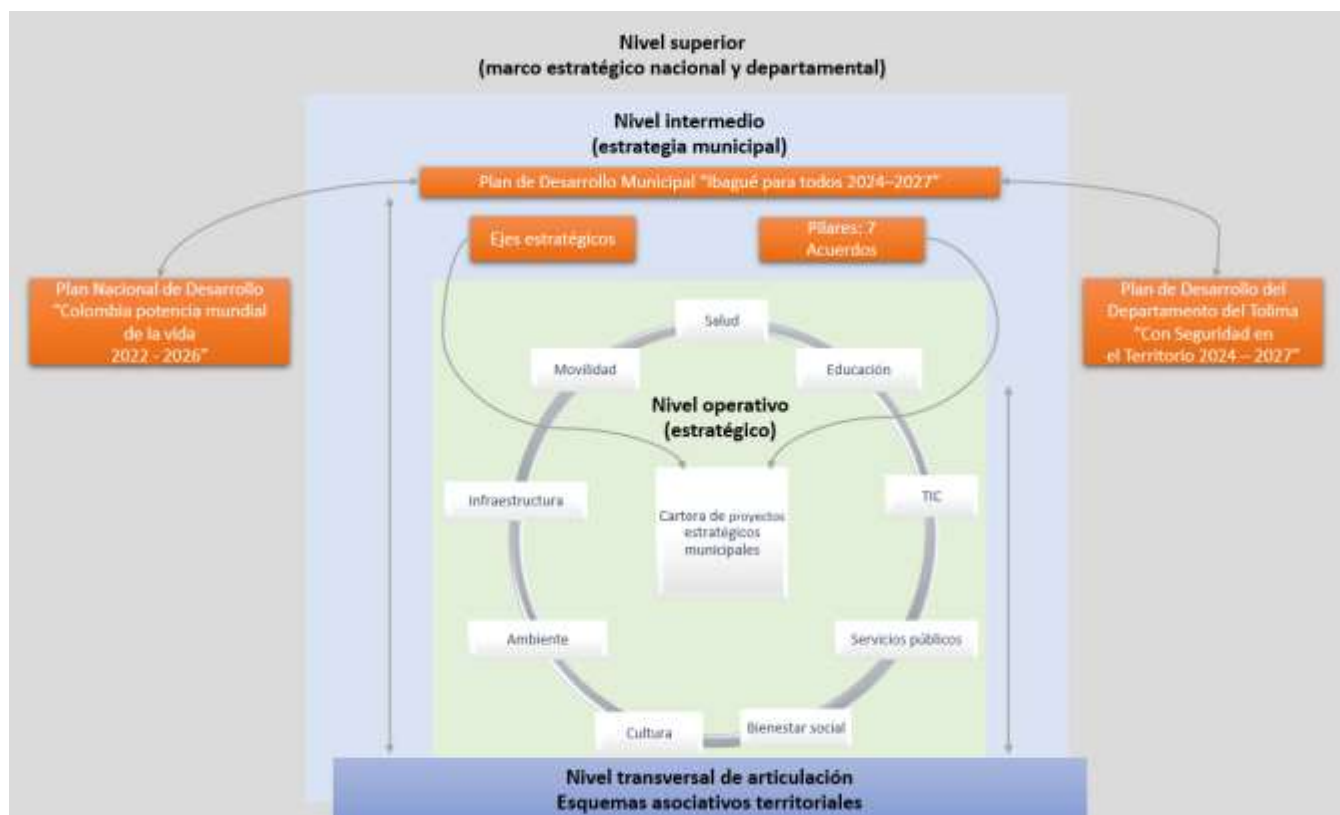 Nivel superior
(marco estratégico nacional y departamental)
Nivel intermedio
(estrategia municipal)
Plan de Desarrollo Municipal "Ibagué para todos 2024–2027"
Ejes estratégicos
Pilares: 7
Acuerdos
Plan Nacional de Desarrollo
"Colombia potencia mundial
de la vida
2022 - 2026"
Plan de Desarrollo del
Departamento del Tolima
"Con Seguridad en
el Territorio 2024 – 2027"
Salud
Movilidad
Educación
Nivel operativo
(estratégico)
Infraestructura
TIC
Cartera de proyectos
estratégicos
municipales
Ambiente
Servicios públicos
Cultura
Bienestar social
Nivel transversal de articulación
Esquemas asociativos territoriales